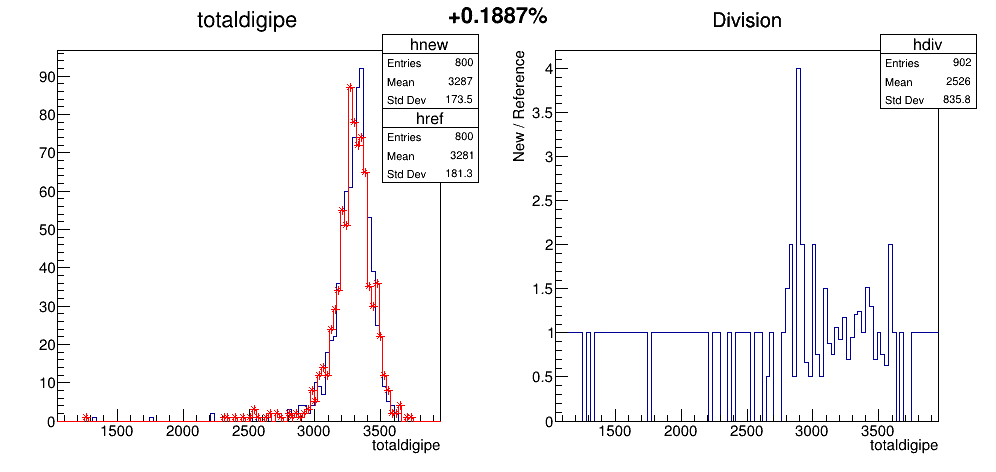 +0.1887%
totaldigipe
hnew
Entries 800
Mean 3287
Std Dev 173.5
href
Entries 800
Mean 3281
Std Dev 181.3
90
80
70
60
50
40
30
20
10
0
1500 2000 2500 3000 3500
totaldigipe
Division
hdiv
Entries 902
Mean 2526
Std Dev 835.8
New / Reference
4
3.5
3
2.5
2
1.5
1
0.5
0
1500 2000 2500 3000 3500
totaldigipe